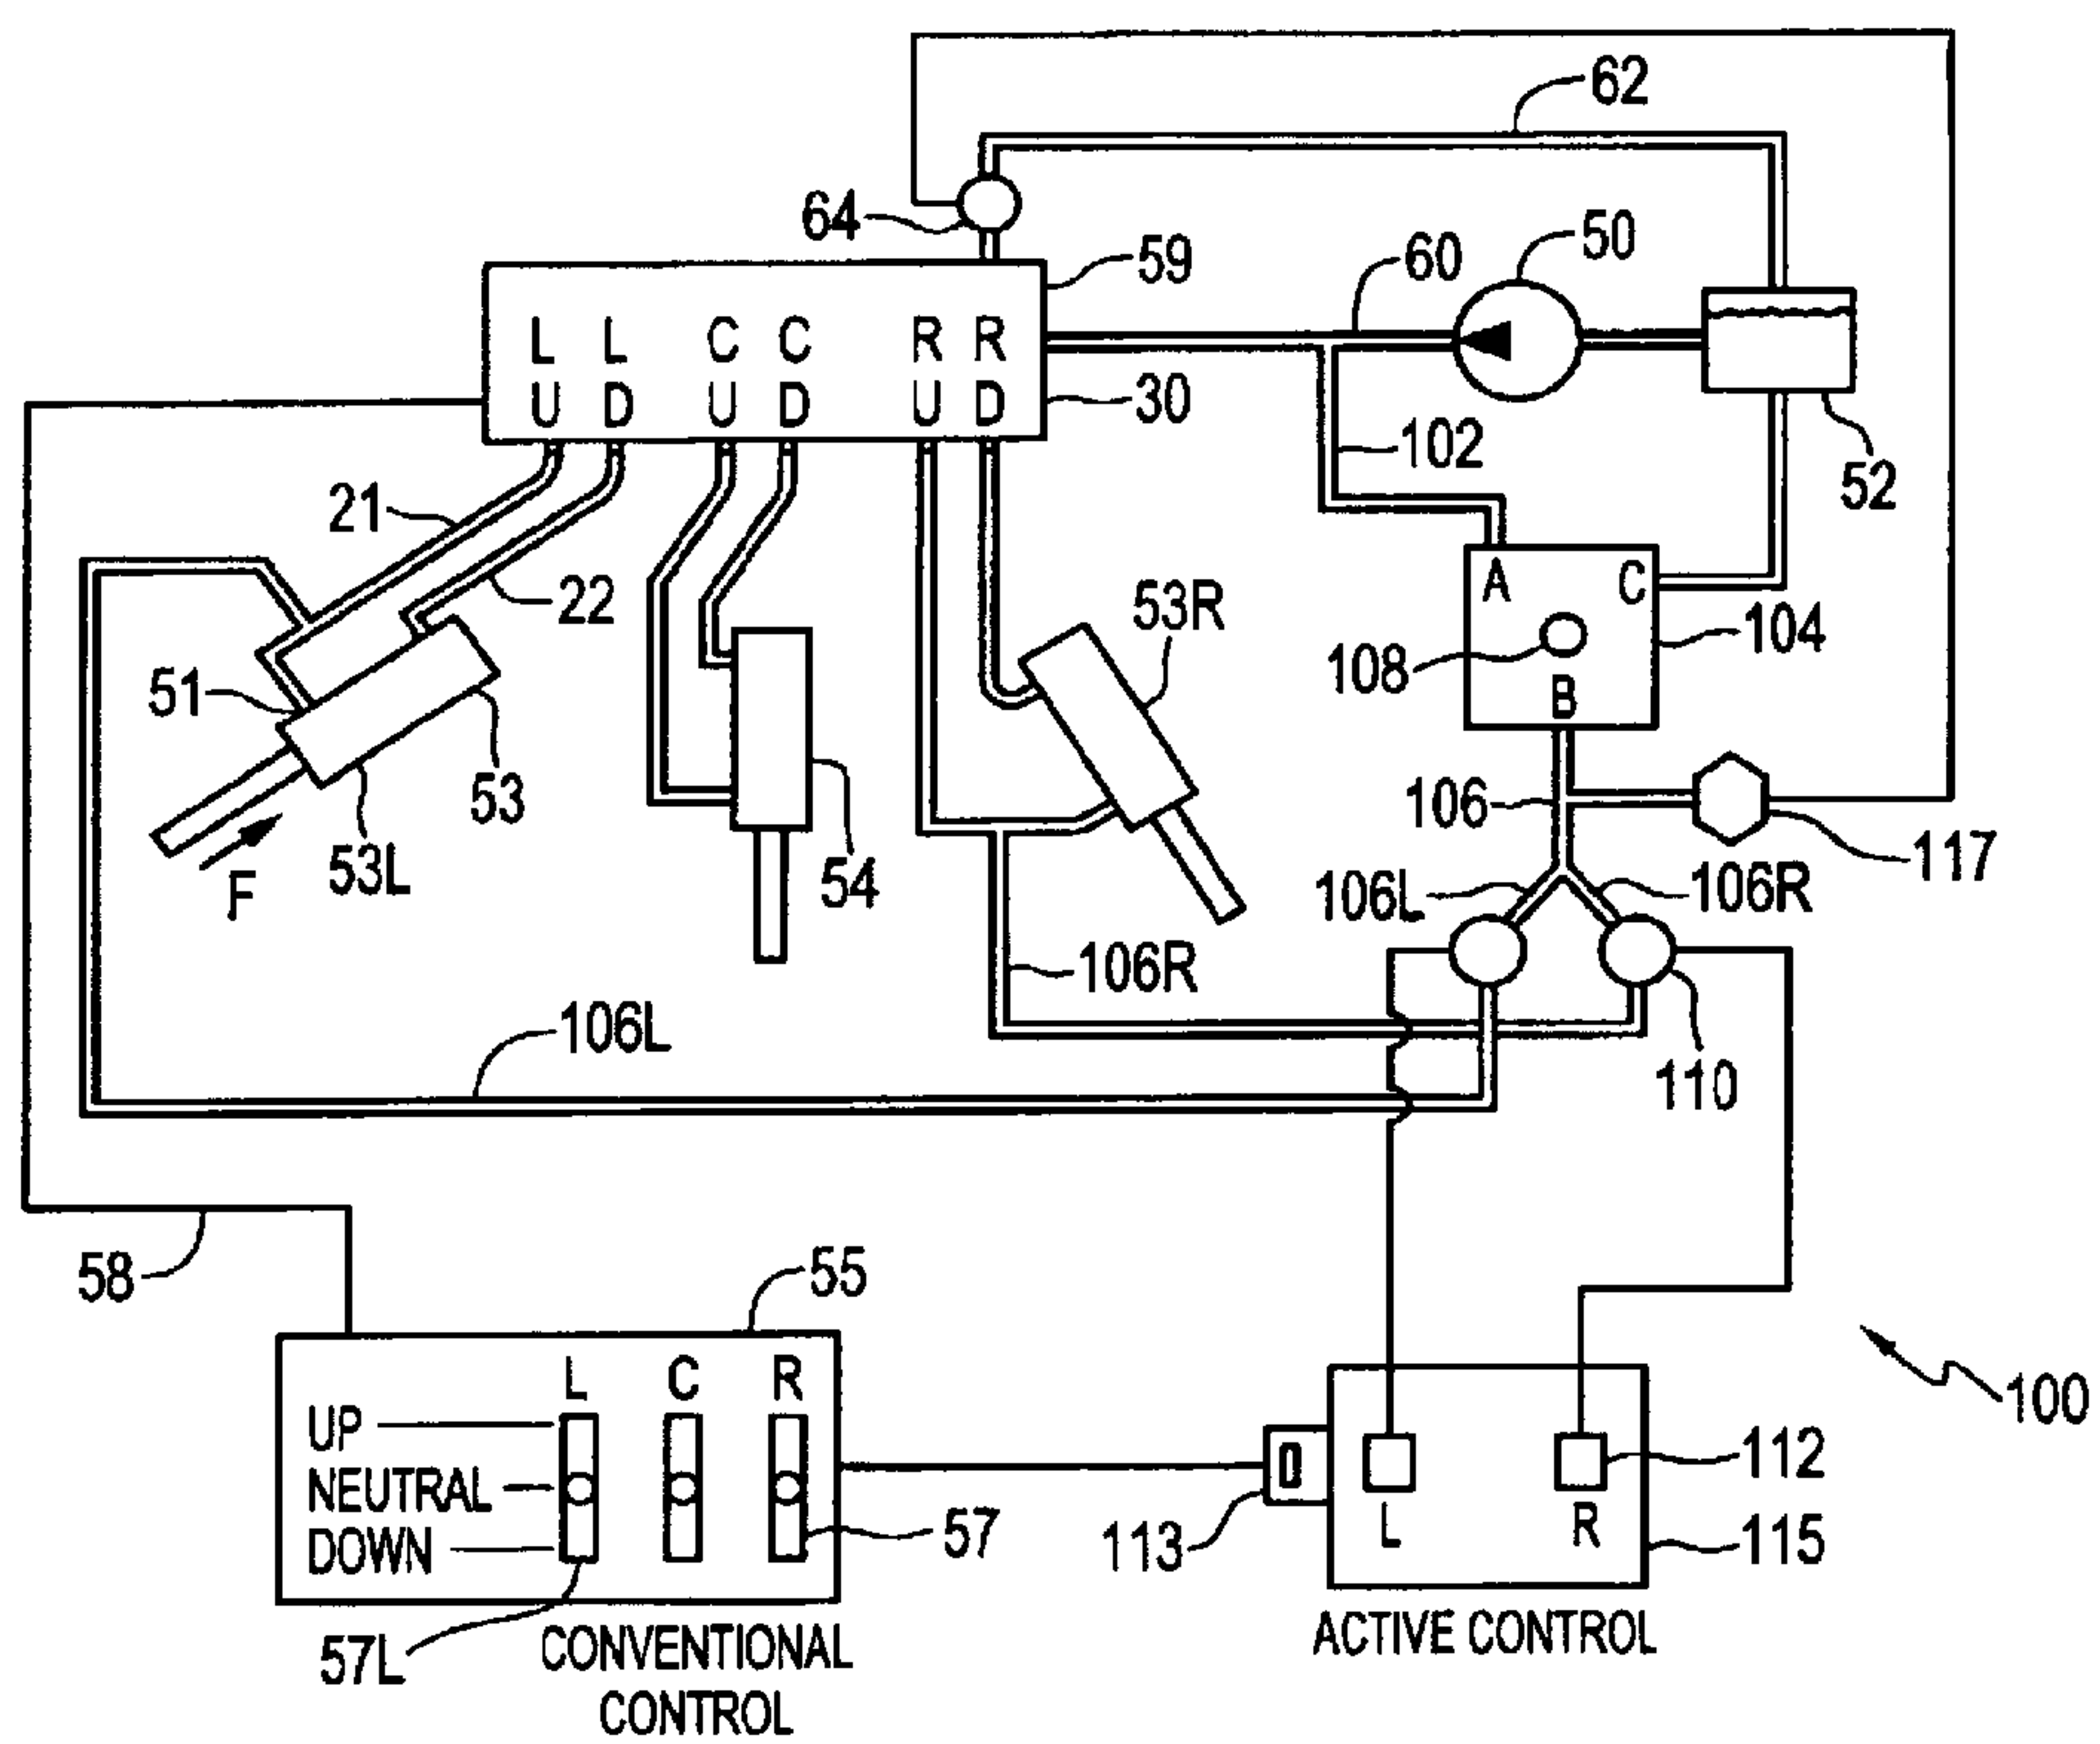 62
64
59
60
50
L L C C R R
U D U D U D
30
102
52
21
22
53R
A C
104
108
B
51
53
53L
F
54
106
117
106L
106R
106R
110
106L
58
55
L C R
UP
NEUTRAL
DOWN
57
57L
CONVENTIONAL
CONTROL
113
112
L R
115
ACTIVE CONTROL
100